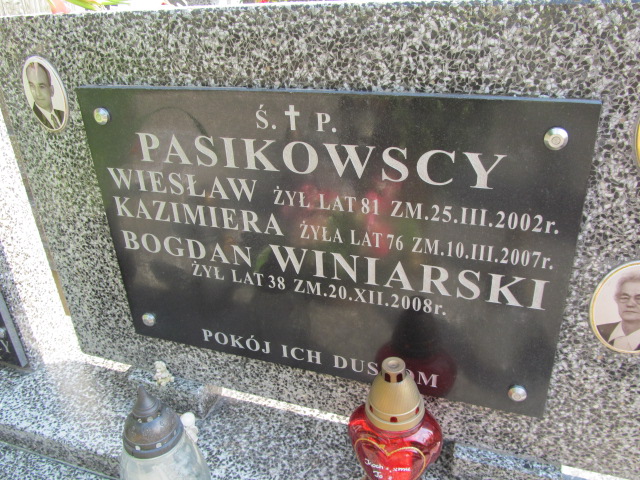 Ś. † P.
PASIKOWSCY
WIESŁAW ŻYŁ LAT 81 ZM.25.III.2002r.
KAZIMIERA ŻYŁA LAT 76 ZM.10.III.2007r.
BOGDAN WINIARSKI
ŻYŁ LAT 38 ZM.20.XII.2008r.
POKÓJ ICH